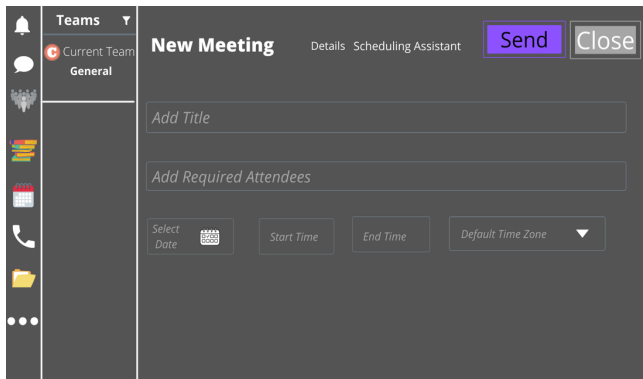 Teams
C Current Team
General
New Meeting
Details Scheduling Assistant
Send
Close
Add Title
Add Required Attendees
Select
Date
Start Time
End Time
Default Time Zone